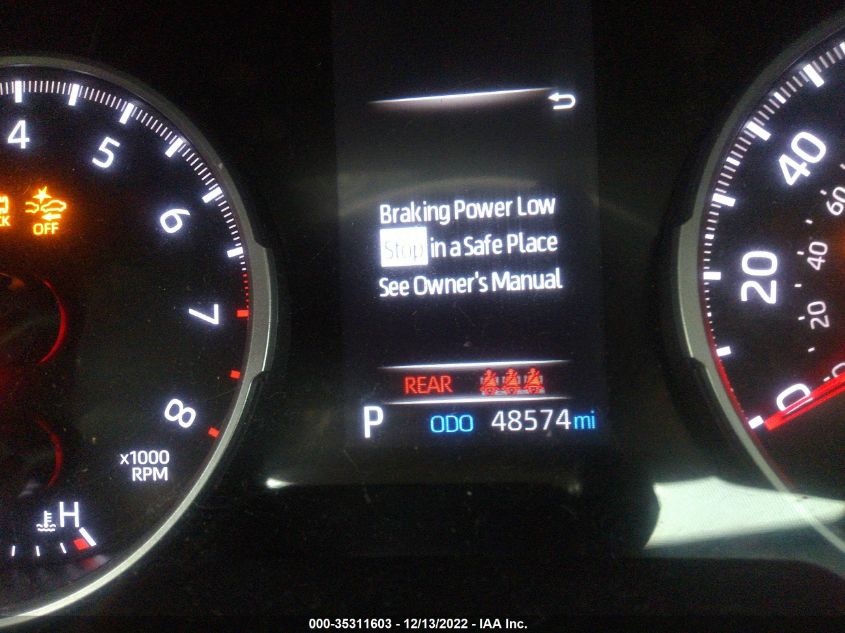 4
5
6
7
8
x1000
RPM
H
OFF
Braking Power Low
Stop in a Safe Place
See Owner's Manual
REAR
P ODO 48574 mi
40
20
0
60
40
20
000-35311603 - 12/13/2022 - IAA Inc.